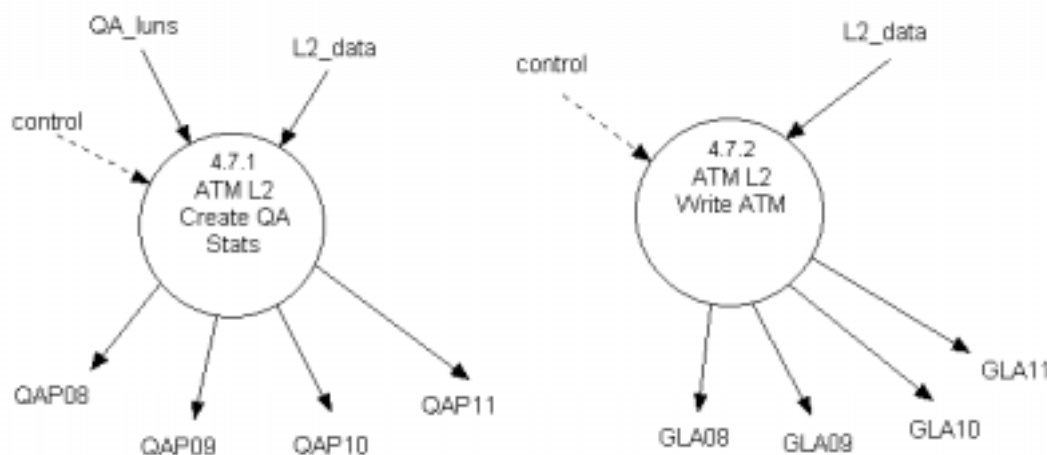 QA_luns
L2_data
control
4.7.1
ATM L2
Create QA
Stats
QAP08
QAP09
QAP10
QAP11
L2_data
control
4.7.2
ATM L2
Write ATM
GLA08
GLA09
GLA10
GLA11